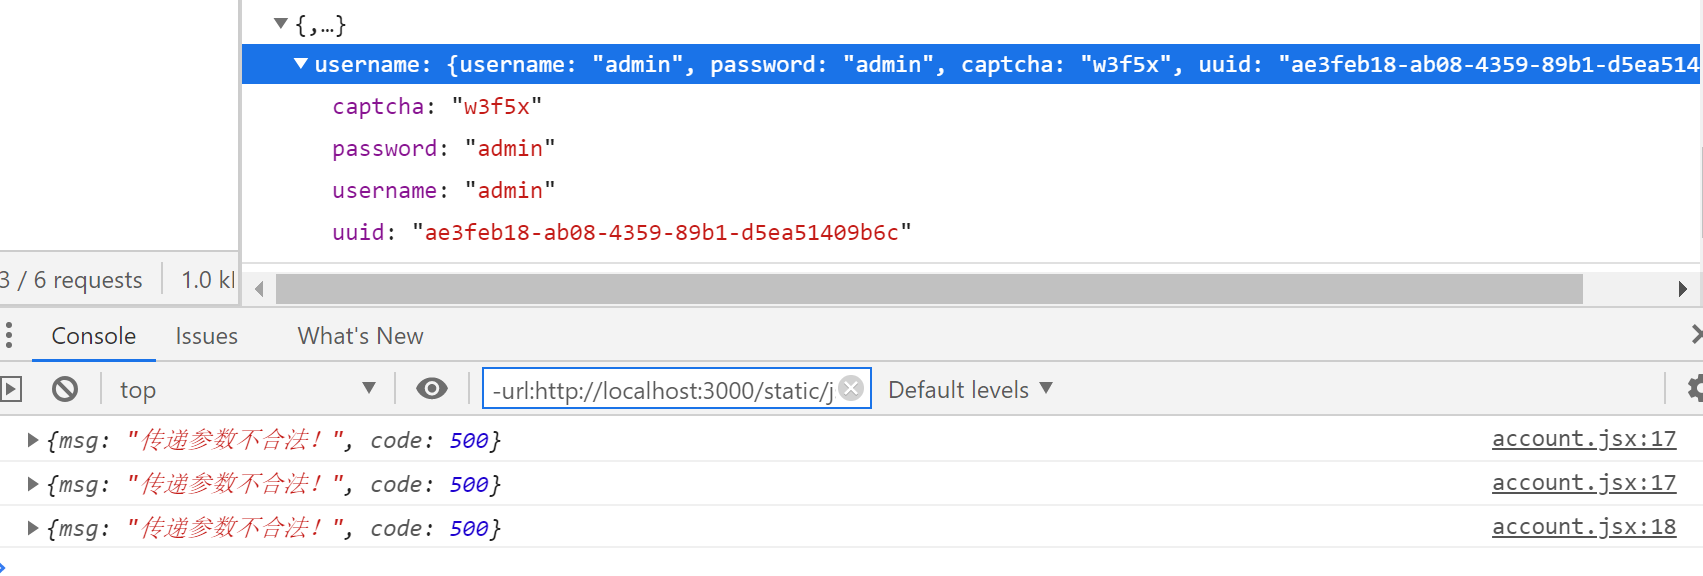 {,…}
username: {username: "admin", password: "admin", captcha: "w3f5x", uuid: "ae3feb18-ab08-4359-89b1-d5ea514
captcha: "w3f5x"
password: "admin"
username: "admin"
uuid: "ae3feb18-ab08-4359-89b1-d5ea51409b6c"
3 / 6 requests 1.0 k
Console Issues What's New
top -url:http://localhost:3000/static/j Default levels
{msg: "传递参数不合法!", code: 500} account.jsx:17
{msg: "传递参数不合法!", code: 500} account.jsx:17
{msg: "传递参数不合法!", code: 500} account.jsx:18